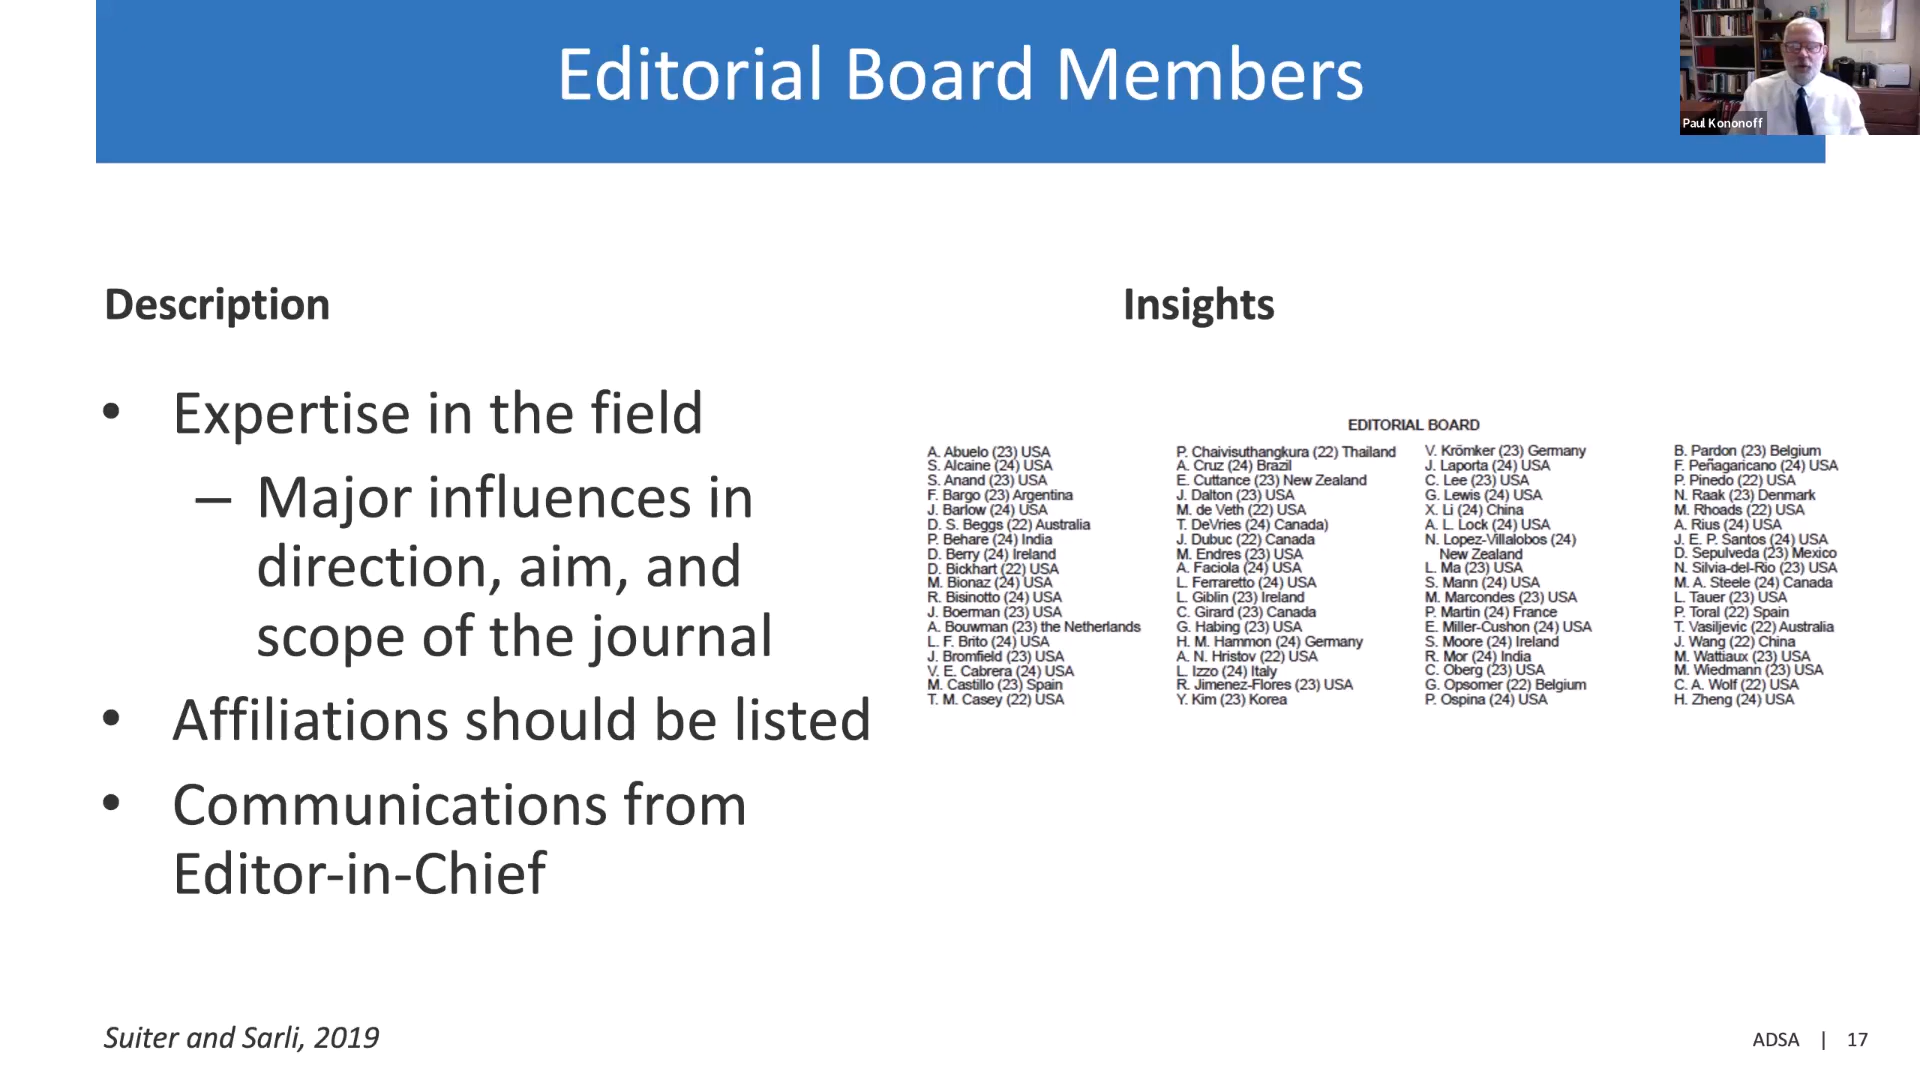 Editorial Board Members
Paul Kononoff
Description
• Expertise in the field
– Major influences in
direction, aim, and
scope of the journal
• Affiliations should be listed
• Communications from
Editor-in-Chief
Insights
EDITORIAL BOARD
A. Abuelo (23) USA
S. Alcaine (24) USA
S. Anand (23) USA
F. Bargo (23) Argentina
J. Barlow (24) USA
D. S. Beggs (22) Australia
P. Behare (24) India
D. Berry (24) Ireland
D. Bickhart (22) USA
M. Bionaz (24) USA
R. Bisinotto (24) USA
J. Boerman (23) USA
A. Bouwman (23) the Netherlands
L. F. Brito (24) USA
J. Bromfield (23) USA
V. E. Cabrera (24) USA
M. Castillo (23) Spain
T. M. Casey (22) USA
P. Chaivisuthangkura (22) Thailand
A. Cruz (24) Brazil
E. Cuttance (23) New Zealand
J. Dalton (23) USA
M. de Veth (22) USA
T. DeVries (24) Canada)
J. Dubuc (22) Canada
M. Endres (23) USA
A. Faciola (24) USA
L. Ferraretto (24) USA
L. Giblin (23) Ireland
C. Girard (23) Canada
G. Habing (23) USA
H. M. Hammon (24) Germany
A. N. Hristov (22) USA
L. Izzo (24) Italy
R. Jimenez-Flores (23) USA
Y. Kim (23) Korea
V. Krömker (23) Germany
J. Laporta (24) USA
C. Lee (23) USA
G. Lewis (24) USA
X. Li (24) China
A. L. Lock (24) USA
N. Lopez-Villalobos (24)
New Zealand
L. Ma (23) USA
S. Mann (24) USA
M. Marcondes (23) USA
P. Martin (24) France
E. Miller-Cushon (24) USA
S. Moore (24) Ireland
R. Mor (24) India
C. Oberg (23) USA
G. Opsomer (22) Belgium
P. Ospina (24) USA
B. Pardon (23) Belgium
F. Peñagaricano (24) USA
P. Pinedo (22) USA
N. Raak (23) Denmark
M. Rhoads (22) USA
A. Rius (24) USA
J. E. P. Santos (24) USA
D. Sepulveda (23) Mexico
N. Silvia-del-Rio (23) USA
M. A. Steele (24) Canada
L. Tauer (23) USA
P. Toral (22) Spain
T. Vasiljevic (22) Australia
J. Wang (22) China
M. Wattiaux (23) USA
M. Wiedmann (23) USA
C. A. Wolf (22) USA
H. Zheng (24) USA
Suiter and Sarli, 2019
ADSA | 17